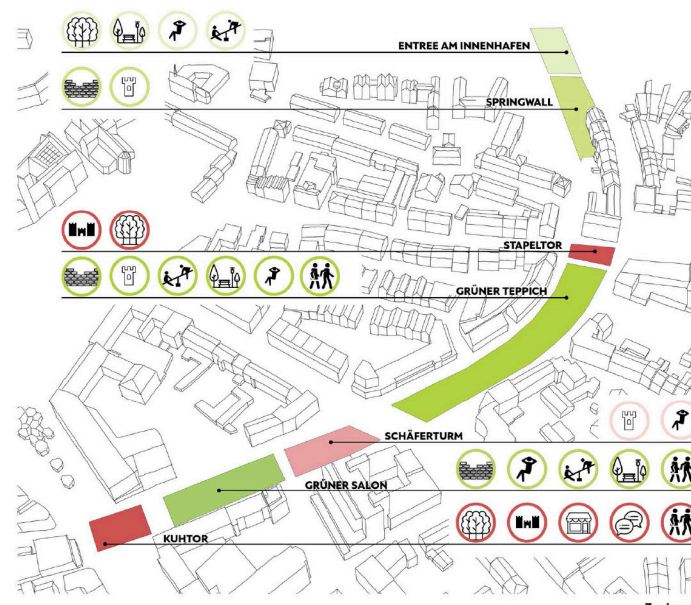 ENTREE AM INNENHAFEN
SPRINGWALL
STAPELTOR
GRÜNER TEPPICH
SCHÄFERTURM
GRÜNER SALON
KUHTOR